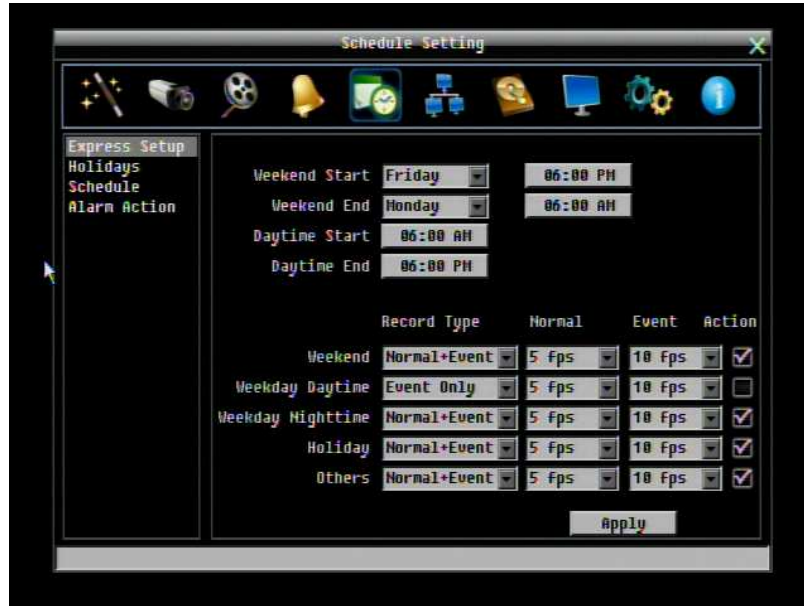 Schedule Setting
X
Express Setup
Holidays
Schedule
Alarm Action
Weekend Start Friday 06:00 PM
Weekend End Monday 06:00 AM
Daytime Start 06:00 AM
Daytime End 06:00 PM
Record Type Normal Event Action
Weekend Normal+Event 5 fps 10 fps
Weekday Daytime Event Only 5 fps 10 fps
Weekday Nighttime Normal+Event 5 fps 10 fps
Holiday Normal+Event 5 fps 10 fps
Others Normal+Event 5 fps 10 fps
Apply